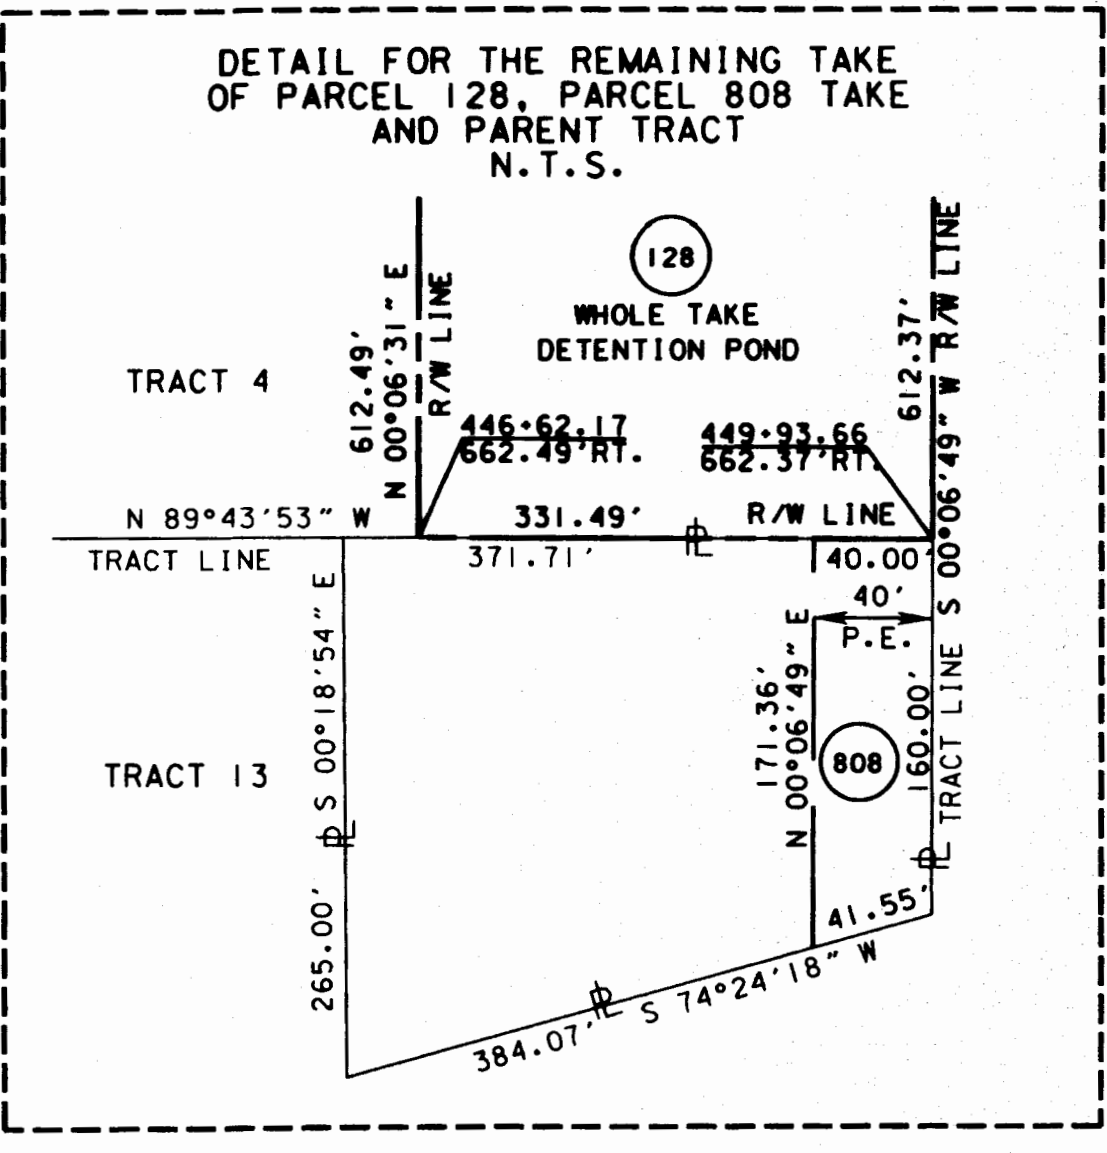 DETAIL FOR THE REMAINING TAKE
OF PARCEL 128, PARCEL 808 TAKE
AND PARENT TRACT
N.T.S.
128
WHOLE TAKE
DETENTION POND
TRACT 4
612.49'
N 00°06'31" E
R/W LINE
612.37'
R/W LINE
S 00°06'49" W
446+62.17
662.49'RT.
449+93.66
662.37'RT.
N 89°43'53" W
331.49'
R/W LINE
TRACT LINE
371.71'
PL
40.00'
40'
P.E.
S 00°18'54" E
265.00'
PL
TRACT 13
171.36'
N 00°06'49" E
808
160.00'
TRACT LINE
PL
41.55'
S 74°24'18" W
PL
384.07'